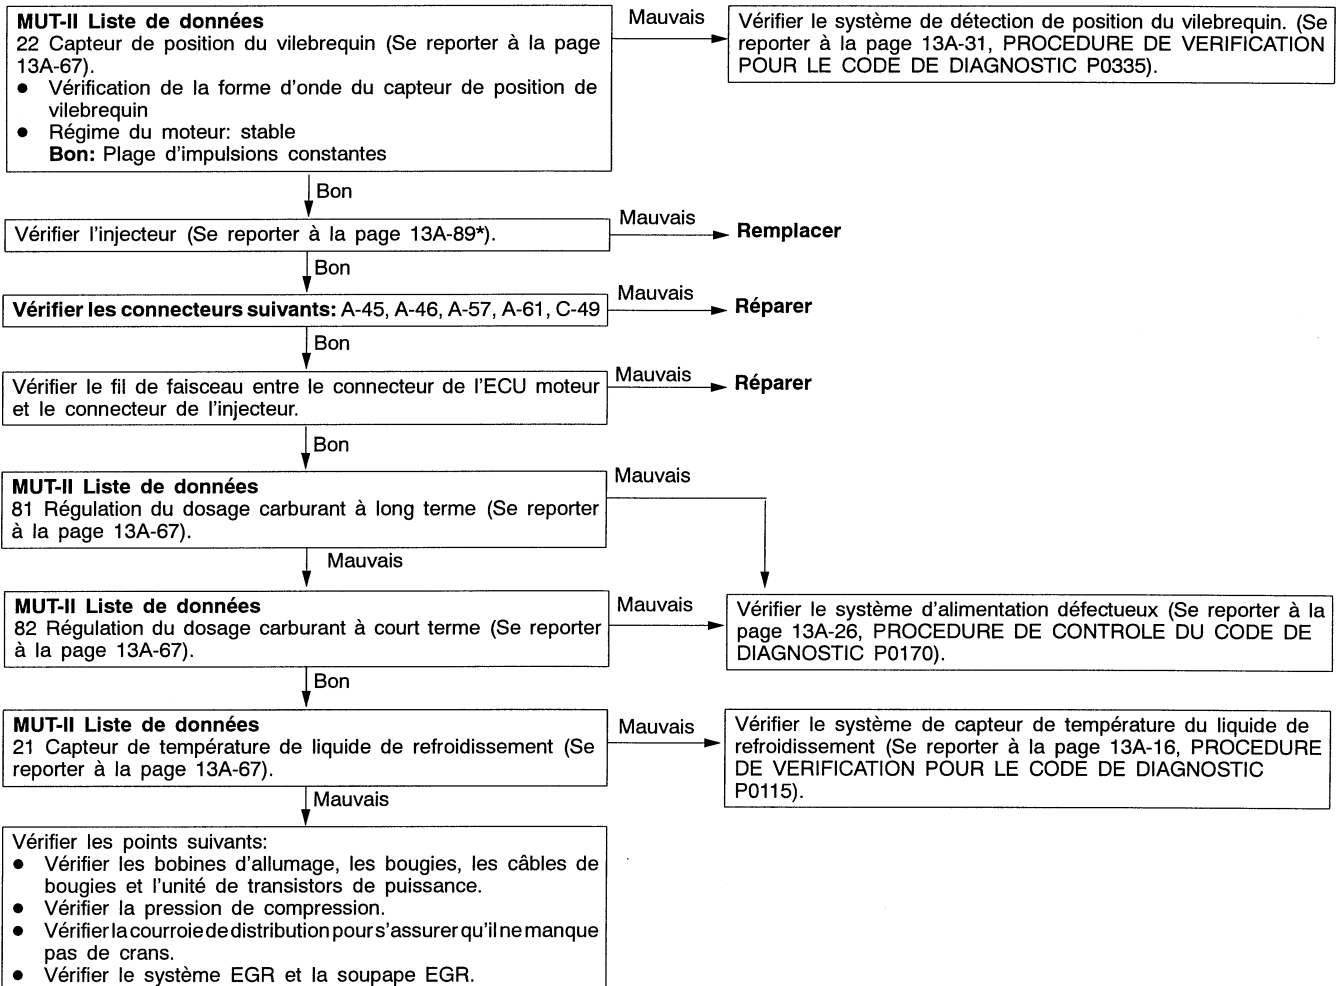 MUT-II Liste de données
22 Capteur de position du vilebrequin (Se reporter à la page
13A-67).
● Vérification de la forme d'onde du capteur de position de
vilebrequin
● Régime du moteur: stable
Bon: Plage d'impulsions constantes
Mauvais
Vérifier le système de détection de position du vilebrequin. (Se
reporter à la page 13A-31, PROCEDURE DE VERIFICATION
POUR LE CODE DE DIAGNOSTIC P0335).
Bon
Vérifier l'injecteur (Se reporter à la page 13A-89*).
Mauvais
Remplacer
Bon
Vérifier les connecteurs suivants: A-45, A-46, A-57, A-61, C-49
Mauvais
Réparer
Bon
Vérifier le fil de faisceau entre le connecteur de l'ECU moteur
et le connecteur de l'injecteur.
Mauvais
Réparer
Bon
MUT-II Liste de données
81 Régulation du dosage carburant à long terme (Se reporter
à la page 13A-67).
Mauvais
Mauvais
MUT-II Liste de données
82 Régulation du dosage carburant à court terme (Se reporter
à la page 13A-67).
Mauvais
Vérifier le système d'alimentation défectueux (Se reporter à la
page 13A-26, PROCEDURE DE CONTROLE DU CODE DE
DIAGNOSTIC P0170).
Bon
MUT-II Liste de données
21 Capteur de température de liquide de refroidissement (Se
reporter à la page 13A-67).
Mauvais
Vérifier le système de capteur de température du liquide de
refroidissement (Se reporter à la page 13A-16, PROCEDURE
DE VERIFICATION POUR LE CODE DE DIAGNOSTIC
P0115).
Mauvais
Vérifier les points suivants:
● Vérifier les bobines d'allumage, les bougies, les câbles de
bougies et l'unité de transistors de puissance.
● Vérifier la pression de compression.
● Vérifier la courroie de distribution pour s'assurer qu'il ne manque
pas de crans.
● Vérifier le système EGR et la soupape EGR.